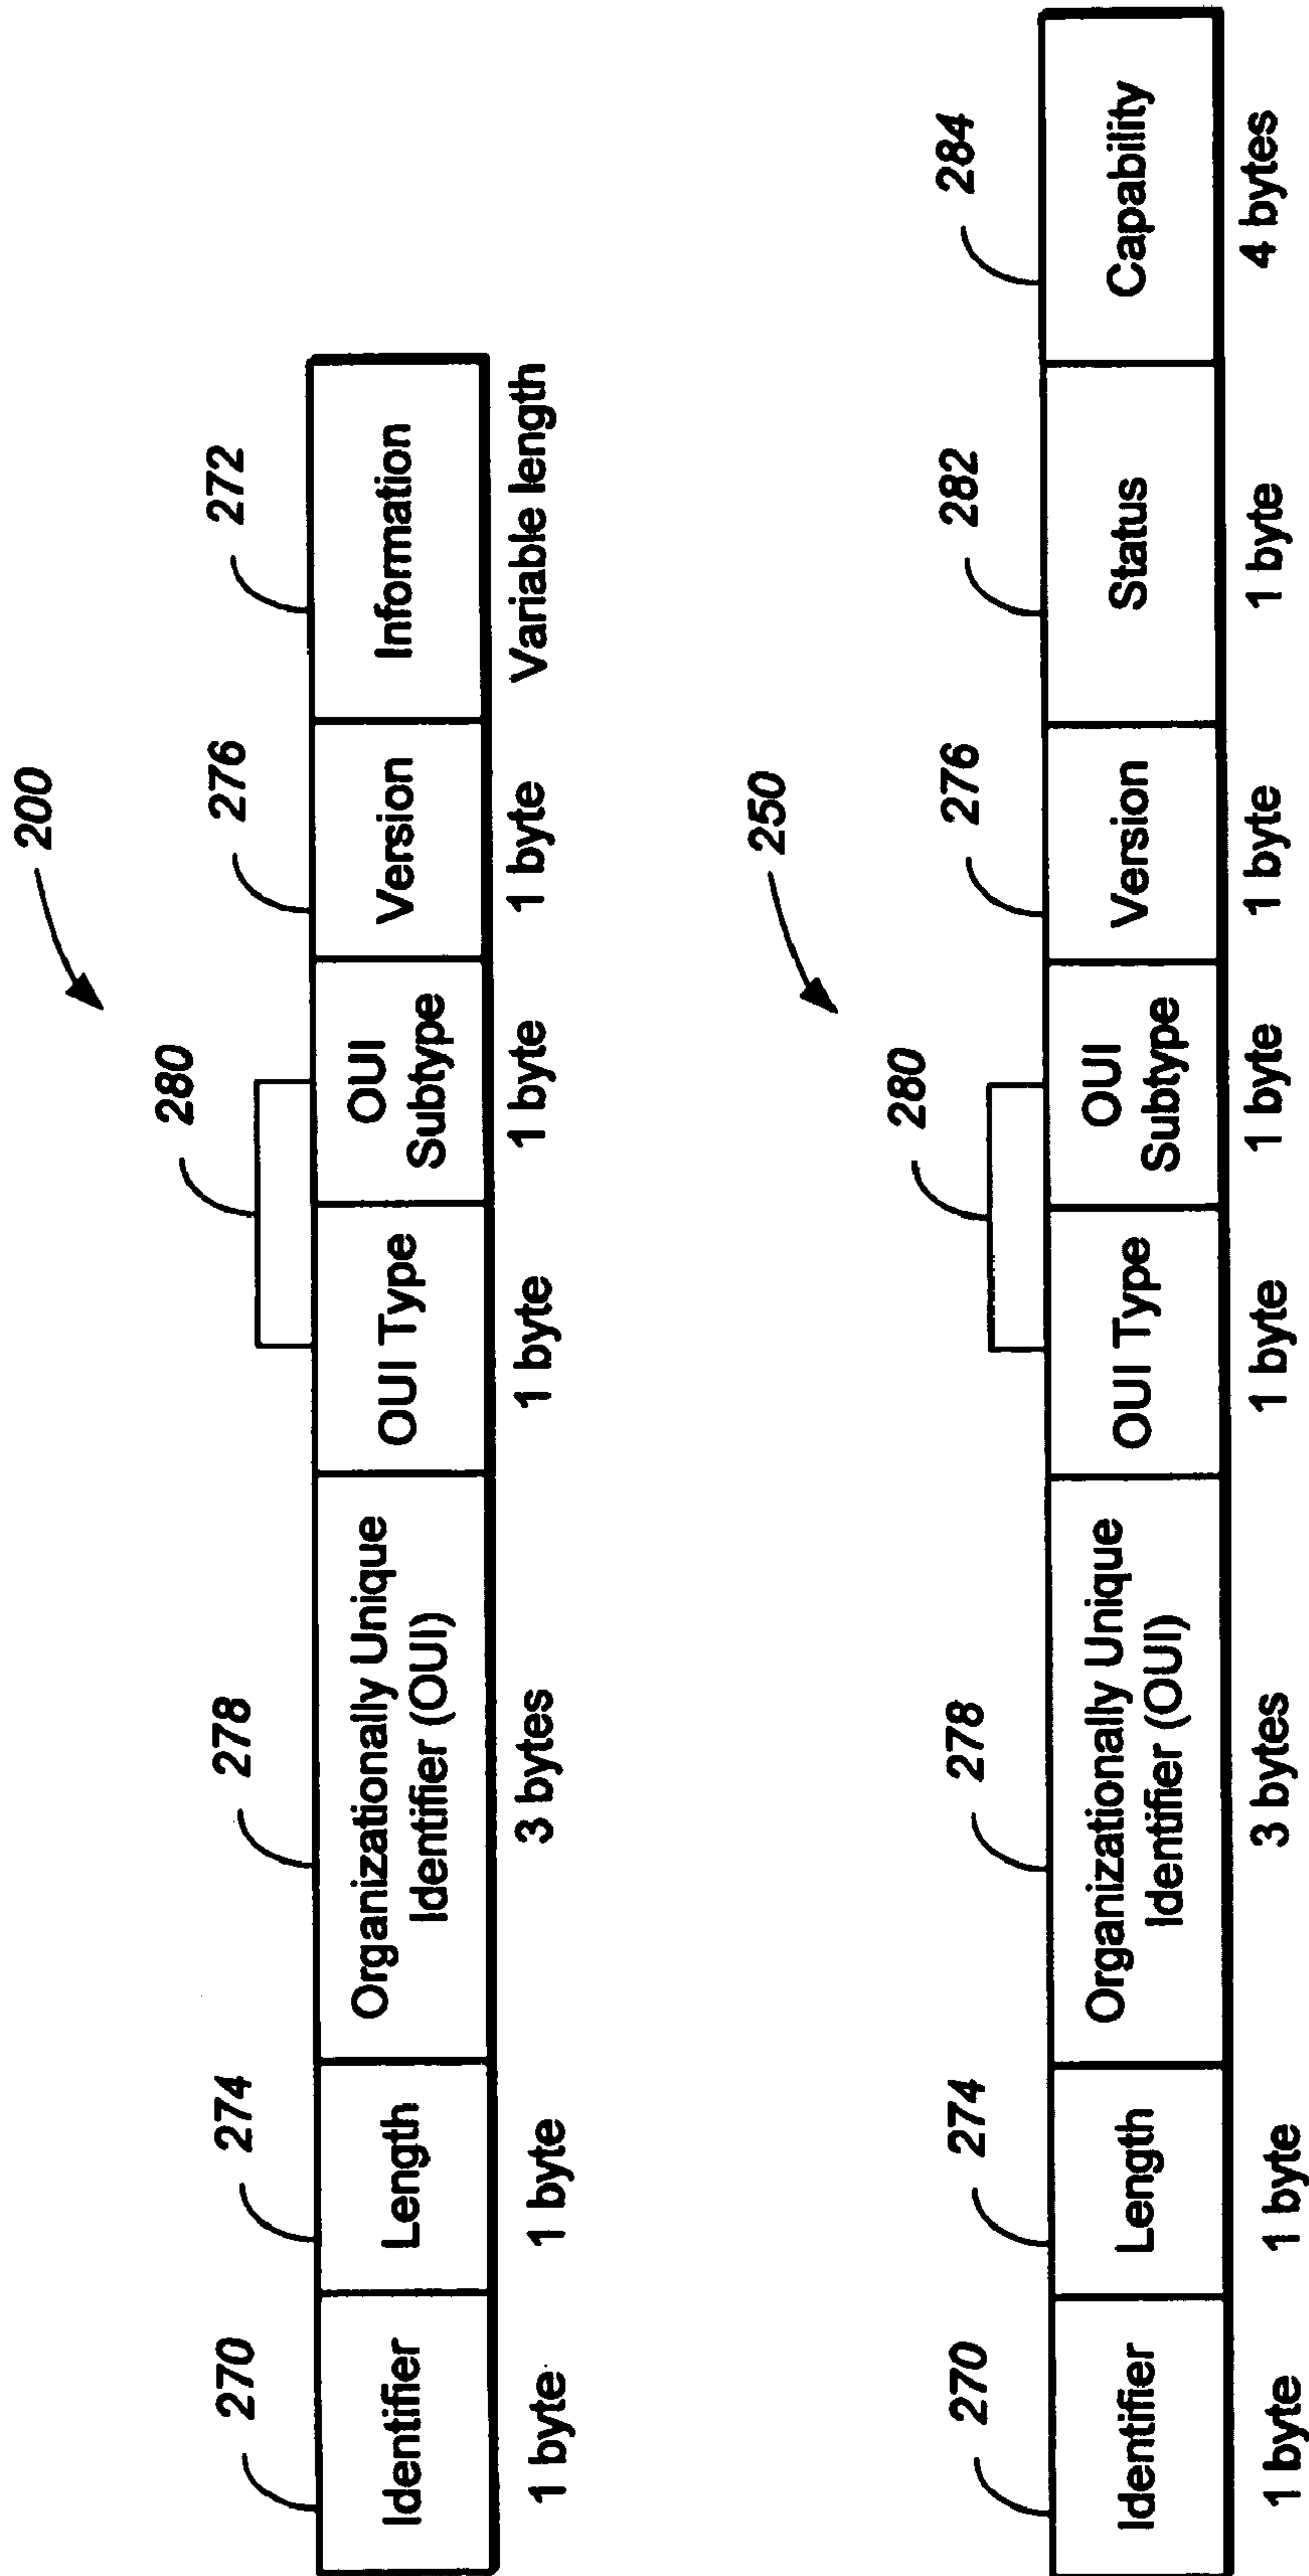 200
270
274
278
280
276
272
Identifier
Length
Organizationally Unique
Identifier (OUI)
OUI Type
OUI
Subtype
Version
Information
1 byte
1 byte
3 bytes
1 byte
1 byte
1 byte
Variable length
250
270
274
278
280
276
282
284
Identifier
Length
Organizationally Unique
Identifier (OUI)
OUI Type
OUI
Subtype
Version
Status
Capability
1 byte
1 byte
3 bytes
1 byte
1 byte
1 byte
1 byte
4 bytes